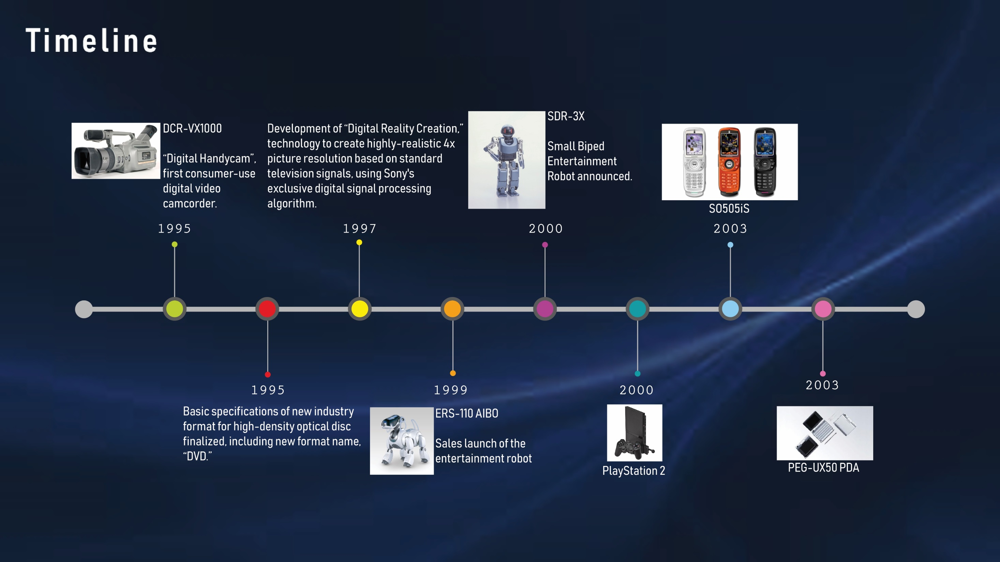 Timeline
DCR-VX1000
“Digital Handycam”,
first consumer-use
digital video
camcorder.
1995
Development of “Digital Reality Creation,”
technology to create highly-realistic 4x
picture resolution based on standard
television signals, using Sony's
exclusive digital signal processing
algorithm.
1997
SDR-3X
Small Biped
Entertainment
Robot announced.
2000
SO505iS
2003
1995
Basic specifications of new industry
format for high-density optical disc
finalized, including new format name,
“DVD.”
1999
ERS-110 AIBO
Sales launch of the
entertainment robot
2000
PlayStation 2
2003
PEG-UX50 PDA